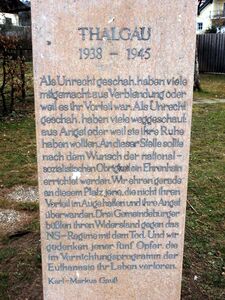 THALGAU
1938 – 1945
Als Unrecht geschah, haben viele
mitgemacht aus Verblendung oder
weil es ihr Vorteil war. Als Unrecht
geschah, haben viele weggeschaut:
aus Angst oder weil sie ihre Ruhe
haben wollten. An dieser Stelle sollte
nach dem Wunsch der national-
sozialistischen Obrigkeit ein Ehrenhain
errichtet werden. Wir ehren gerade
an diesem Platz jene, die nicht ihren
Vorteil im Auge hatten und ihre Angst
überwanden. Drei Gemeindebürger
büßten ihren Widerstand gegen das
NS-Regime mit dem Tod. Und wir
gedenken jener fünf Opfer, die
im Vernichtungsprogramm der
Euthanasie ihr Leben verloren.
Karl-Markus Gauß